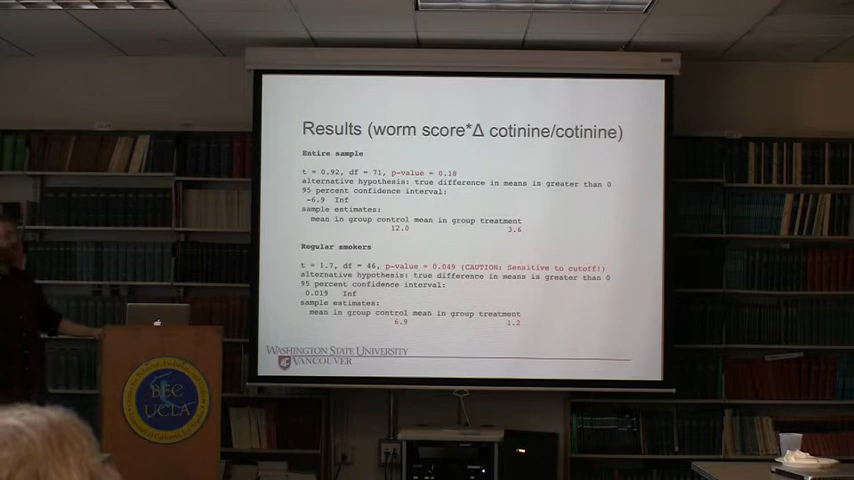 Results (worm score*Δ cotinine/cotinine)
Entire sample
t = 0.92, df = 71, p-value = 0.18
alternative hypothesis: true difference in means is greater than 0
95 percent confidence interval:
-6.9 Inf
sample estimates:
mean in group control mean in group treatment
12.0 3.6
Regular smokers
t = 1.7, df = 46, p-value = 0.049 (CAUTION: Sensitive to cutoff!)
alternative hypothesis: true difference in means is greater than 0
95 percent confidence interval:
0.019 Inf
sample estimates:
mean in group control mean in group treatment
6.9 1.2
WASHINGTON STATE UNIVERSITY
VANCOUVER
BEC
UCLA